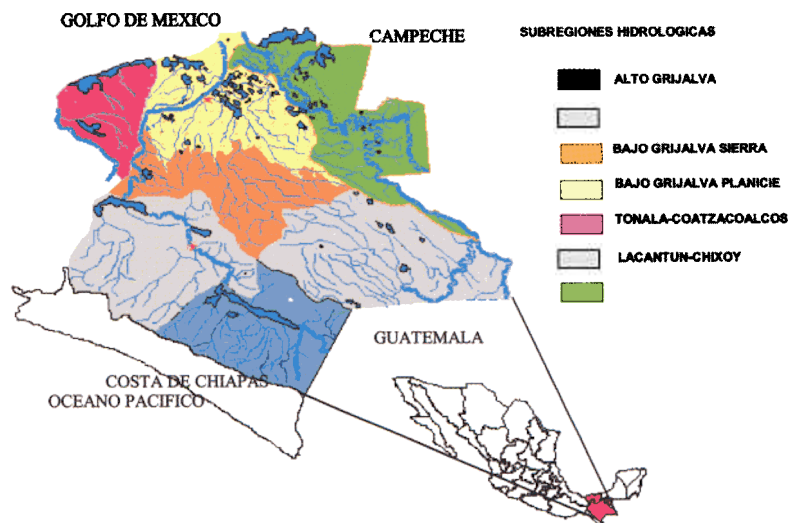 GOLFO DE MEXICO
CAMPECHE
SUBREGIONES HIDROLOGICAS
ALTO GRIJALVA
BAJO GRIJALVA SIERRA
BAJO GRIJALVA PLANICIE
TONALA-COATZACOALCOS
LACANTUN-CHIXOY
GUATEMALA
COSTA DE CHIAPAS
OCEANO PACIFICO